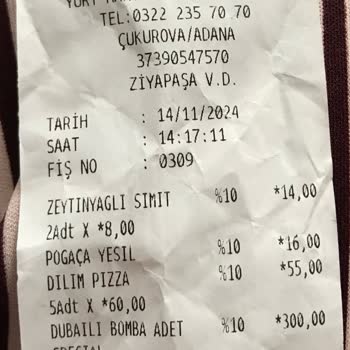 TEL:0322 235 70 70
ÇUKUROVA/ADANA
37390547570
ZİYAPAŞA V.D.
TARİH : 14/11/2024
SAAT : 14:17:11
FİŞ NO : 0309
ZEYTINYAGLI SIMIT %10 *14,00
2Adt X *8,00
POGAÇA YESIL %10 *16,00
DILIM PIZZA %10 *55,00
5Adt X *60,00
DUBAILI BOMBA ADET %10 *300,00